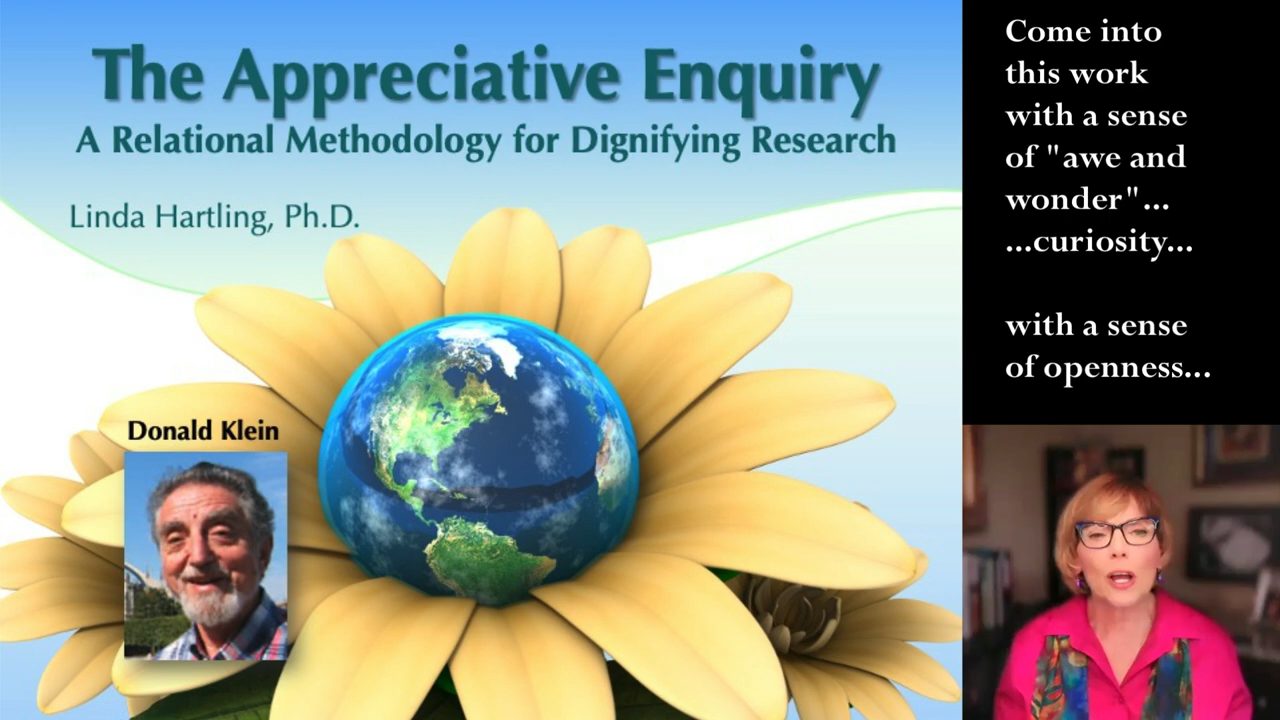 The Appreciative Enquiry
A Relational Methodology for Dignifying Research
Linda Hartling, Ph.D.
Donald Klein
Come into
this work
with a sense
of "awe and
wonder"...
...curiosity...
with a sense
of openness...